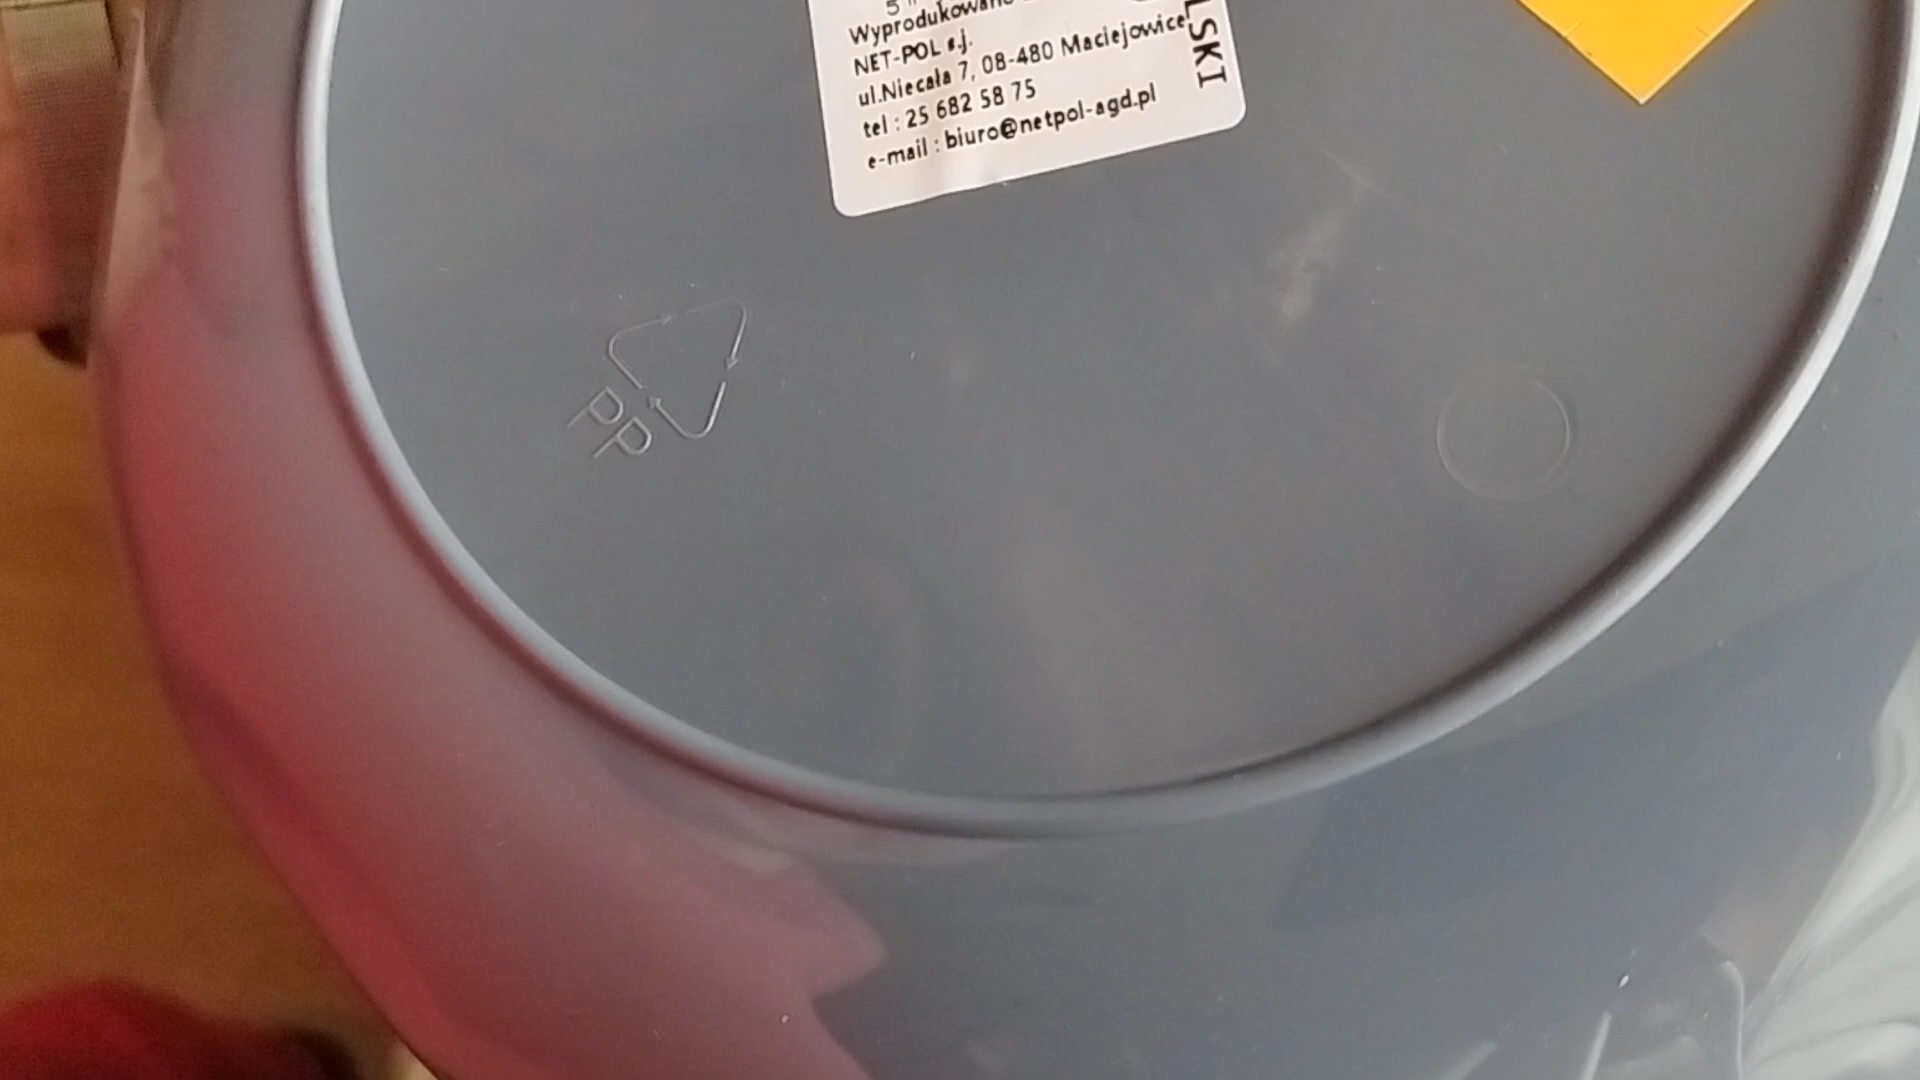 Wyprodukowano
NET-POL s.j.
ul.Niecała 7, 08-480 Maciejowice
tel : 25 682 58 75
e-mail : biuro@netpol-agd.pl
LSKI
PP